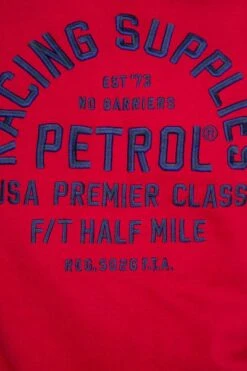 RACING SUPPLIES
EST '73
NO BARRIERS
PETROL®
USA PREMIER CLASS
F/T HALF MILE